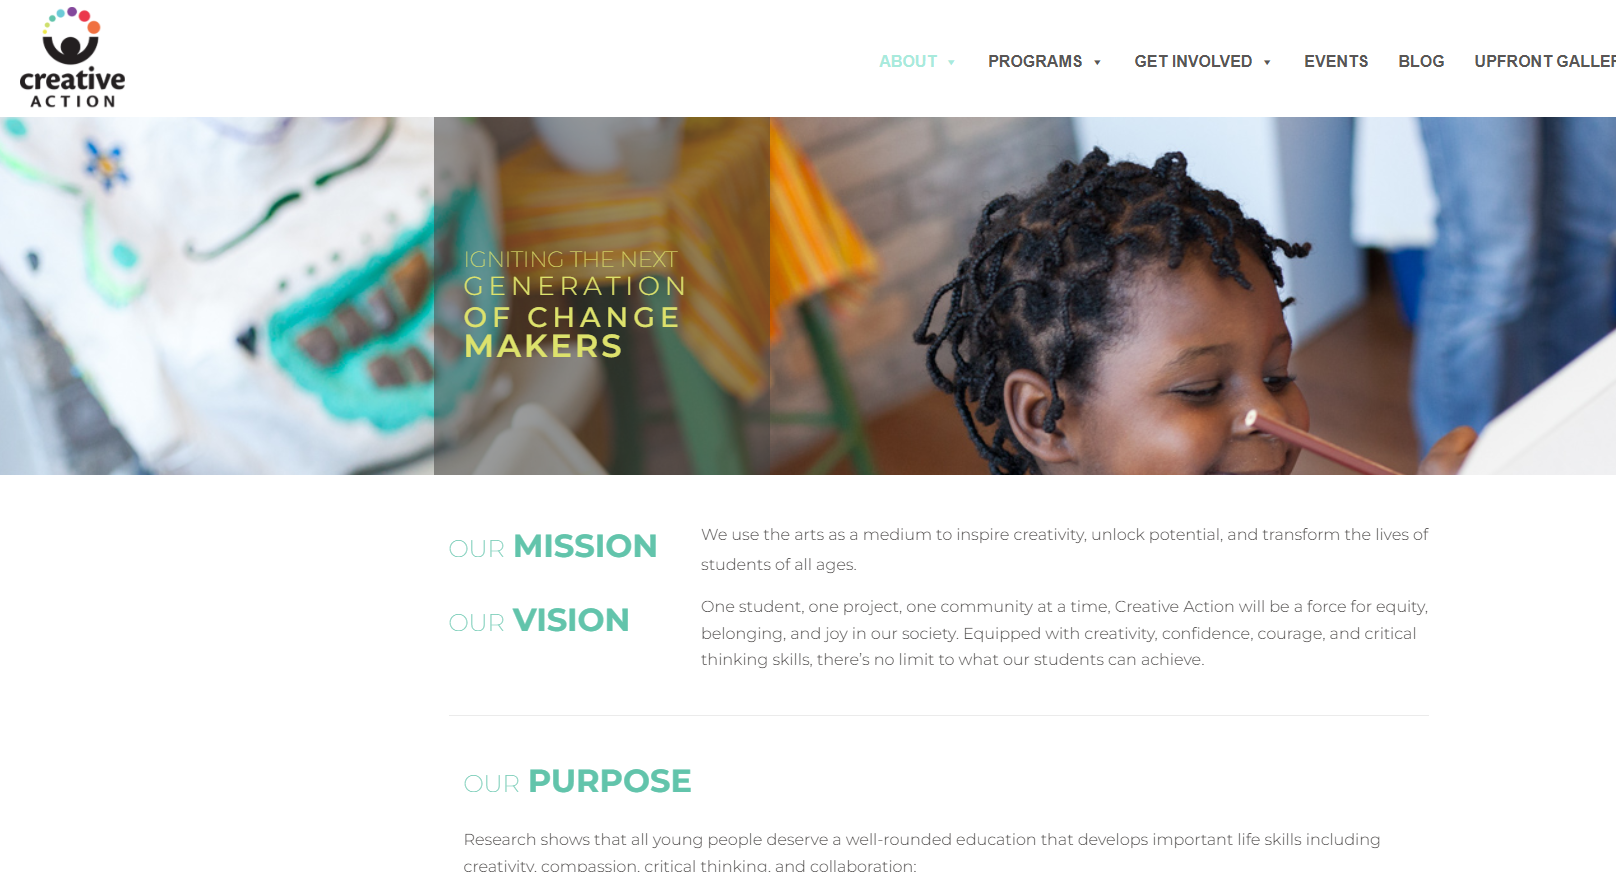 creative
ACTION
ABOUT
PROGRAMS
GET INVOLVED
EVENTS
BLOG
UPFRONT
IGNITING THE NEXT
GENERATION
OF CHANGE
MAKERS
OUR MISSION
We use the arts as a medium to inspire creativity, unlock potential, and transform the lives of
students of all ages.
OUR VISION
One student, one project, one community at a time, Creative Action will be a force for equity,
belonging, and joy in our society. Equipped with creativity, confidence, courage, and critical
thinking skills, there’s no limit to what our students can achieve.
OUR PURPOSE
Research shows that all young people deserve a well-rounded education that develops important life skills including
creativity, compassion, critical thinking, and collaboration: